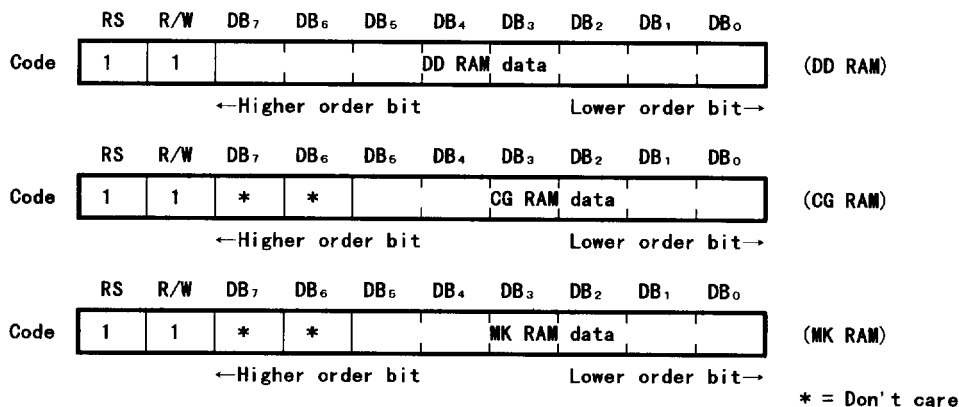 RS R/W DB₇ DB₆ DB₅ DB₄ DB₃ DB₂ DB₁ DB₀
Code 1 1 DD RAM data (DD RAM)
←Higher order bit Lower order bit→
RS R/W DB₇ DB₆ DB₅ DB₄ DB₃ DB₂ DB₁ DB₀
Code 1 1 * * CG RAM data (CG RAM)
←Higher order bit Lower order bit→
RS R/W DB₇ DB₆ DB₅ DB₄ DB₃ DB₂ DB₁ DB₀
Code 1 1 * * MK RAM data (MK RAM)
←Higher order bit Lower order bit→
* = Don't care